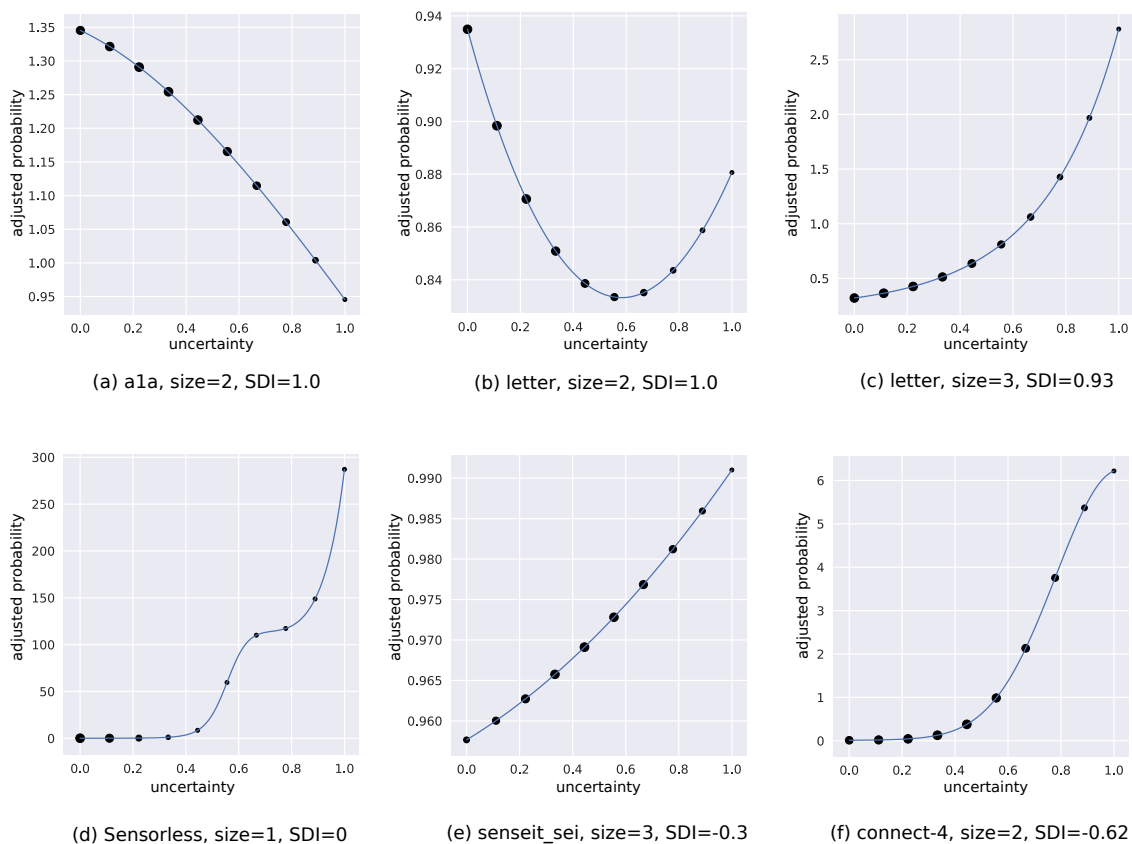 1.35
1.30
1.25
1.20
1.15
1.10
1.05
1.00
0.95
adjusted probability
0.0 0.2 0.4 0.6 0.8 1.0
uncertainty
(a) a1a, size=2, SDI=1.0
0.94
0.92
0.90
0.88
0.86
0.84
adjusted probability
0.0 0.2 0.4 0.6 0.8 1.0
uncertainty
(b) letter, size=2, SDI=1.0
2.5
2.0
1.5
1.0
0.5
adjusted probability
0.0 0.2 0.4 0.6 0.8 1.0
uncertainty
(c) letter, size=3, SDI=0.93
300
250
200
150
100
50
0
adjusted probability
0.0 0.2 0.4 0.6 0.8 1.0
uncertainty
(d) Sensorless, size=1, SDI=0
0.990
0.985
0.980
0.975
0.970
0.965
0.960
adjusted probability
0.0 0.2 0.4 0.6 0.8 1.0
uncertainty
(e) senseit_sei, size=3, SDI=-0.3
6
5
4
3
2
1
0
adjusted probability
0.0 0.2 0.4 0.6 0.8 1.0
uncertainty
(f) connect-4, size=2, SDI=-0.62